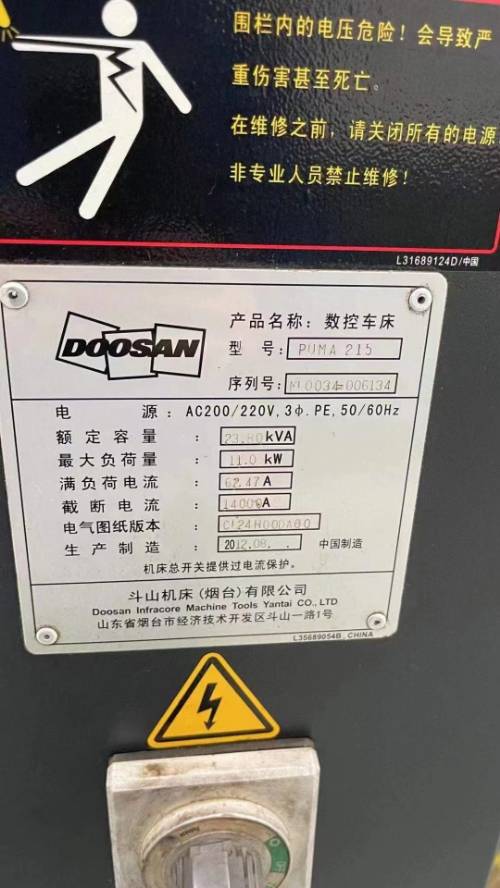 围栏内的电压危险！会导致严
重伤害甚至死亡。
在维修之前，请关闭所有的电源
非专业人员禁止维修！
L31689124D/中国
DOOSAN
产品名称：数控车床
型 号：PUMA 215
序列号：ML0034-006134
电 源：AC200/220V,3Φ.PE,50/60Hz
额定容量：23.80kVA
最大负荷量：11.0 kW
满负荷电流：62.47A
截断电流：14000A
电气图纸版本：
生产制造：2012.08. 中国制造
机床总开关提供过电流保护。
斗山机床(烟台)有限公司
Doosan Infracore Machine Tools Yantai CO., LTD
山东省烟台市经济技术开发区斗山一路1号
L35689054B CHINA